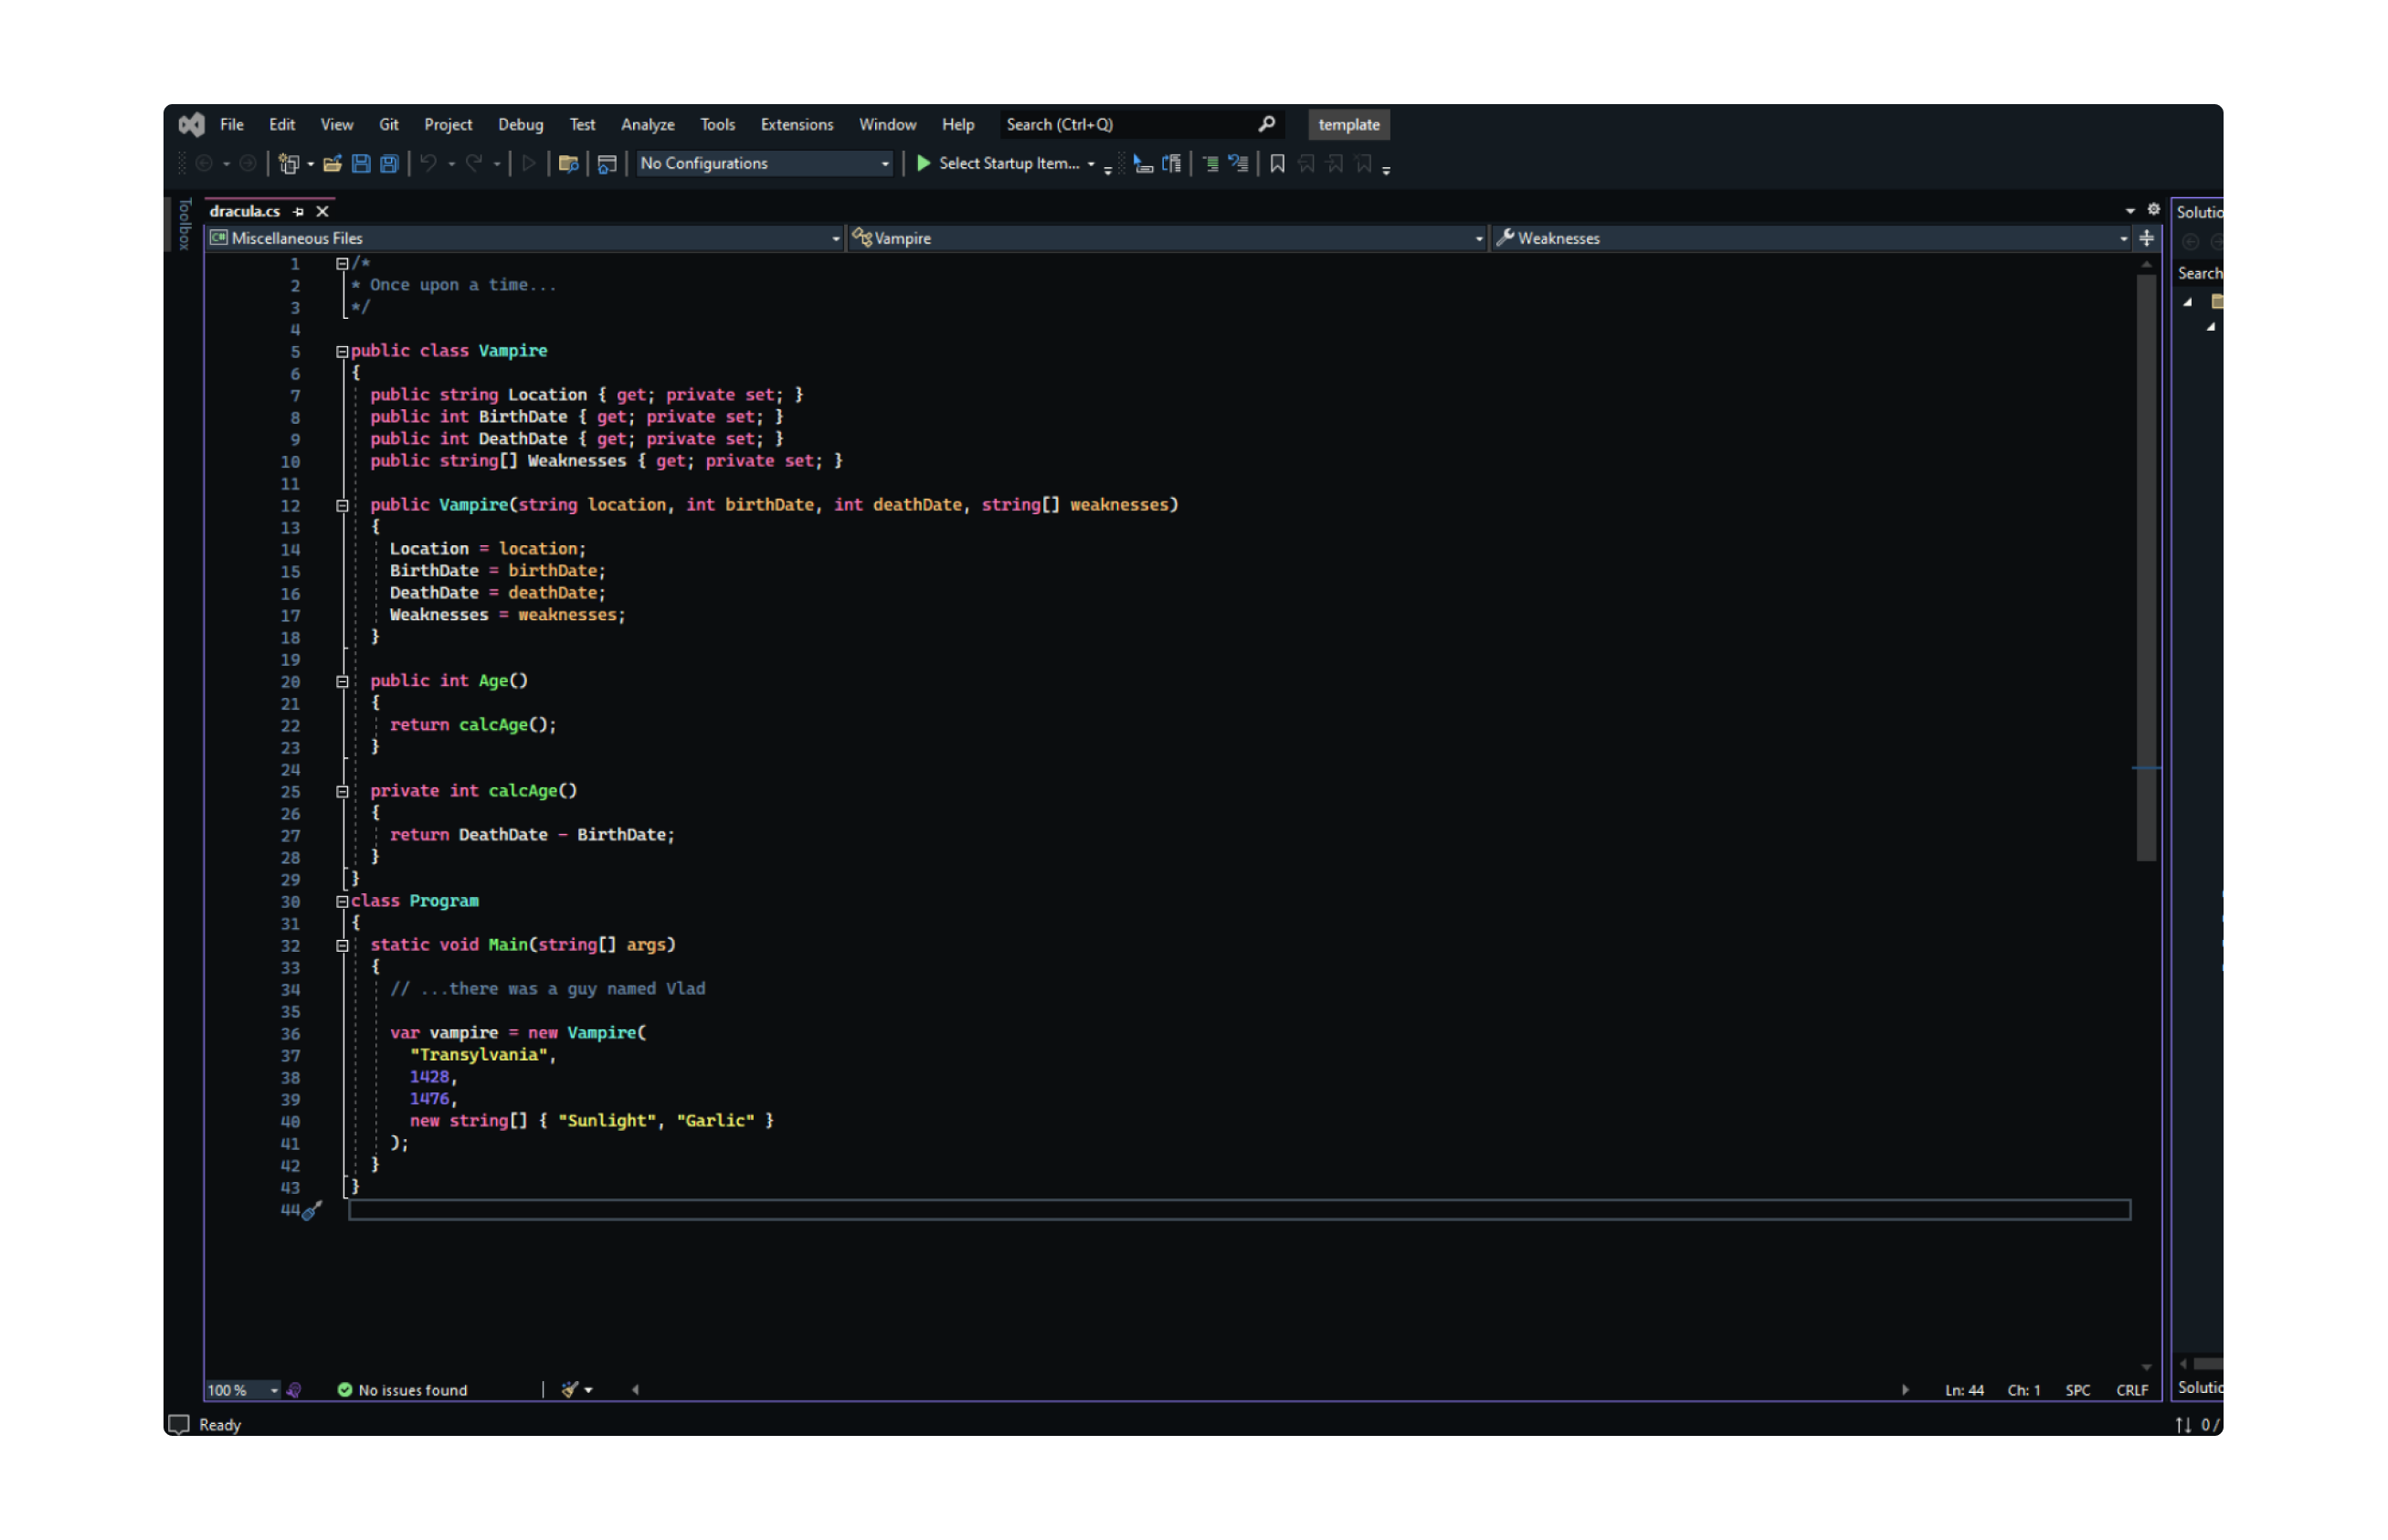 File Edit View Git Project Debug Test Analyze Tools Extensions Window Help Search (Ctrl+Q) template
No Configurations Select Startup Item...
Toolbox
dracula.cs
Miscellaneous Files Vampire Weaknesses
1 /*
2 * Once upon a time...
3 */
4
5 public class Vampire
6 {
7 public string Location { get; private set; }
8 public int BirthDate { get; private set; }
9 public int DeathDate { get; private set; }
10 public string[] Weaknesses { get; private set; }
11
12 public Vampire(string location, int birthDate, int deathDate, string[] weaknesses)
13 {
14 Location = location;
15 BirthDate = birthDate;
16 DeathDate = deathDate;
17 Weaknesses = weaknesses;
18 }
19
20 public int Age()
21 {
22 return calcAge();
23 }
24
25 private int calcAge()
26 {
27 return DeathDate - BirthDate;
28 }
29 }
30 class Program
31 {
32 static void Main(string[] args)
33 {
34 // ...there was a guy named Vlad
35
36 var vampire = new Vampire(
37 "Transylvania",
38 1428,
39 1476,
40 new string[] { "Sunlight", "Garlic" }
41 );
42 }
43 }
44
Solutio
Search
100 % No issues found Ln: 44 Ch: 1 SPC CRLF
Solutio
Ready 0 /